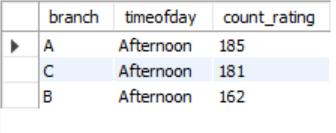 branch timeofday count_rating
A Afternoon 185
C Afternoon 181
B Afternoon 162